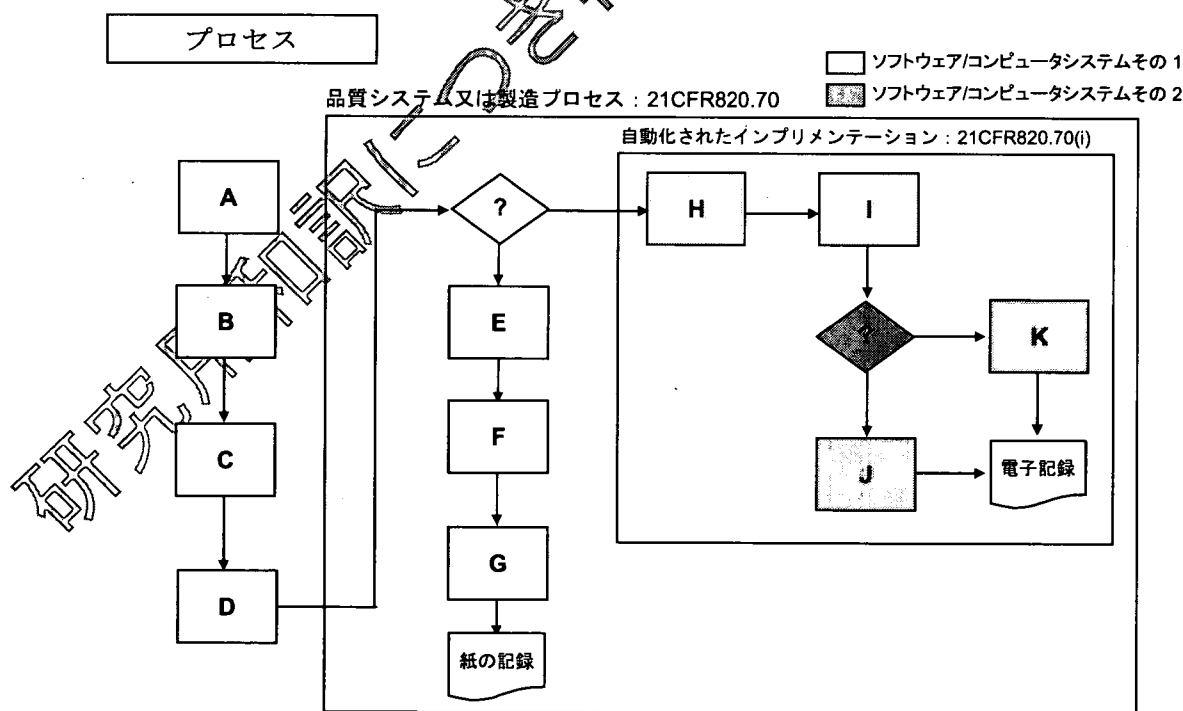 プロセス
ソフトウェア/コンピュータシステムその 1
ソフトウェア/コンピュータシステムその 2
品質システム又は製造プロセス：21CFR820.70
自動化されたインプリメンテーション：21CFR820.70(i)
A
B
C
D
?
E
F
G
紙の記録
H
I
?
K
J
電子記録